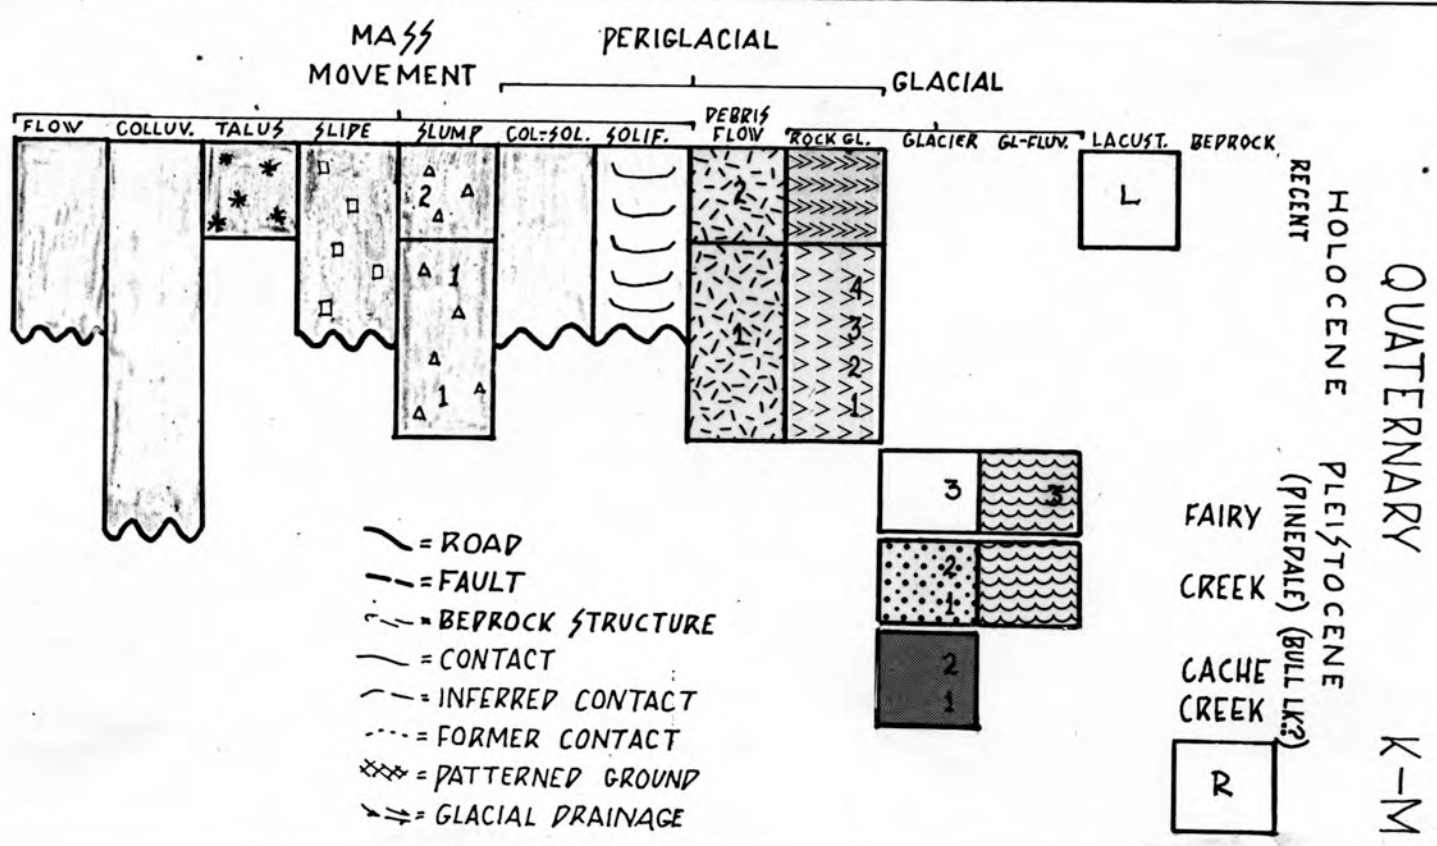 MASS
MOVEMENT
PERIGLACIAL
GLACIAL
FLOW COLLUV. TALUS SLIDE SLUMP COL-SOL. SOLIF. DEBRIS FLOW ROCK GL. GLACIER GL-FLUV. LACUST. BEDROCK
2 2 L
1 1 4
3
2
1 1
3 3
2
1
2
1
R
FAIRY
CREEK
CACHE
CREEK
RECENT
HOLOCENE
PLEISTOCENE
(PINEDALE) (BULL LK?)
QUATERNARY
K-M
= ROAD
= FAULT
= BEDROCK STRUCTURE
= CONTACT
= INFERRED CONTACT
= FORMER CONTACT
= PATTERNED GROUND
= GLACIAL DRAINAGE